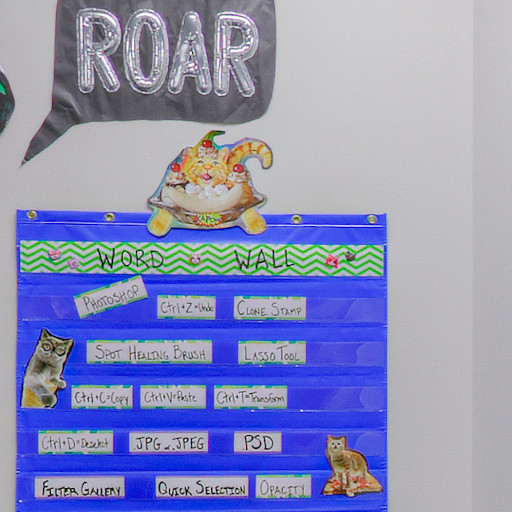 ROAR
WORD WALL
PHOTOSHOP Ctrl+Z=Undo CLONE STAMP
SPOT HEALING BRUSH LASSO TOOL
Ctrl+C=Copy Ctrl+V=Paste Ctrl+T=Transform
Ctrl+D=Deselect JPG or JPEG PSD
FILTER GALLERY QUICK SELECTION OPACITY